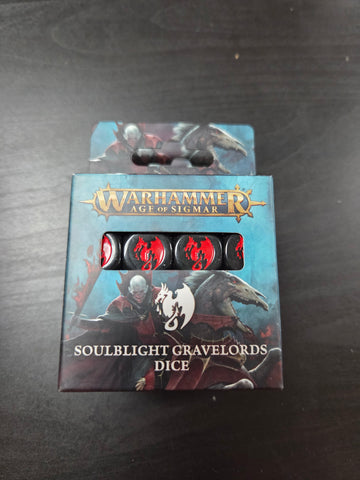 WARHAMMER
AGE OF SIGMAR
SOULBLIGHT GRAVELORDS
DICE